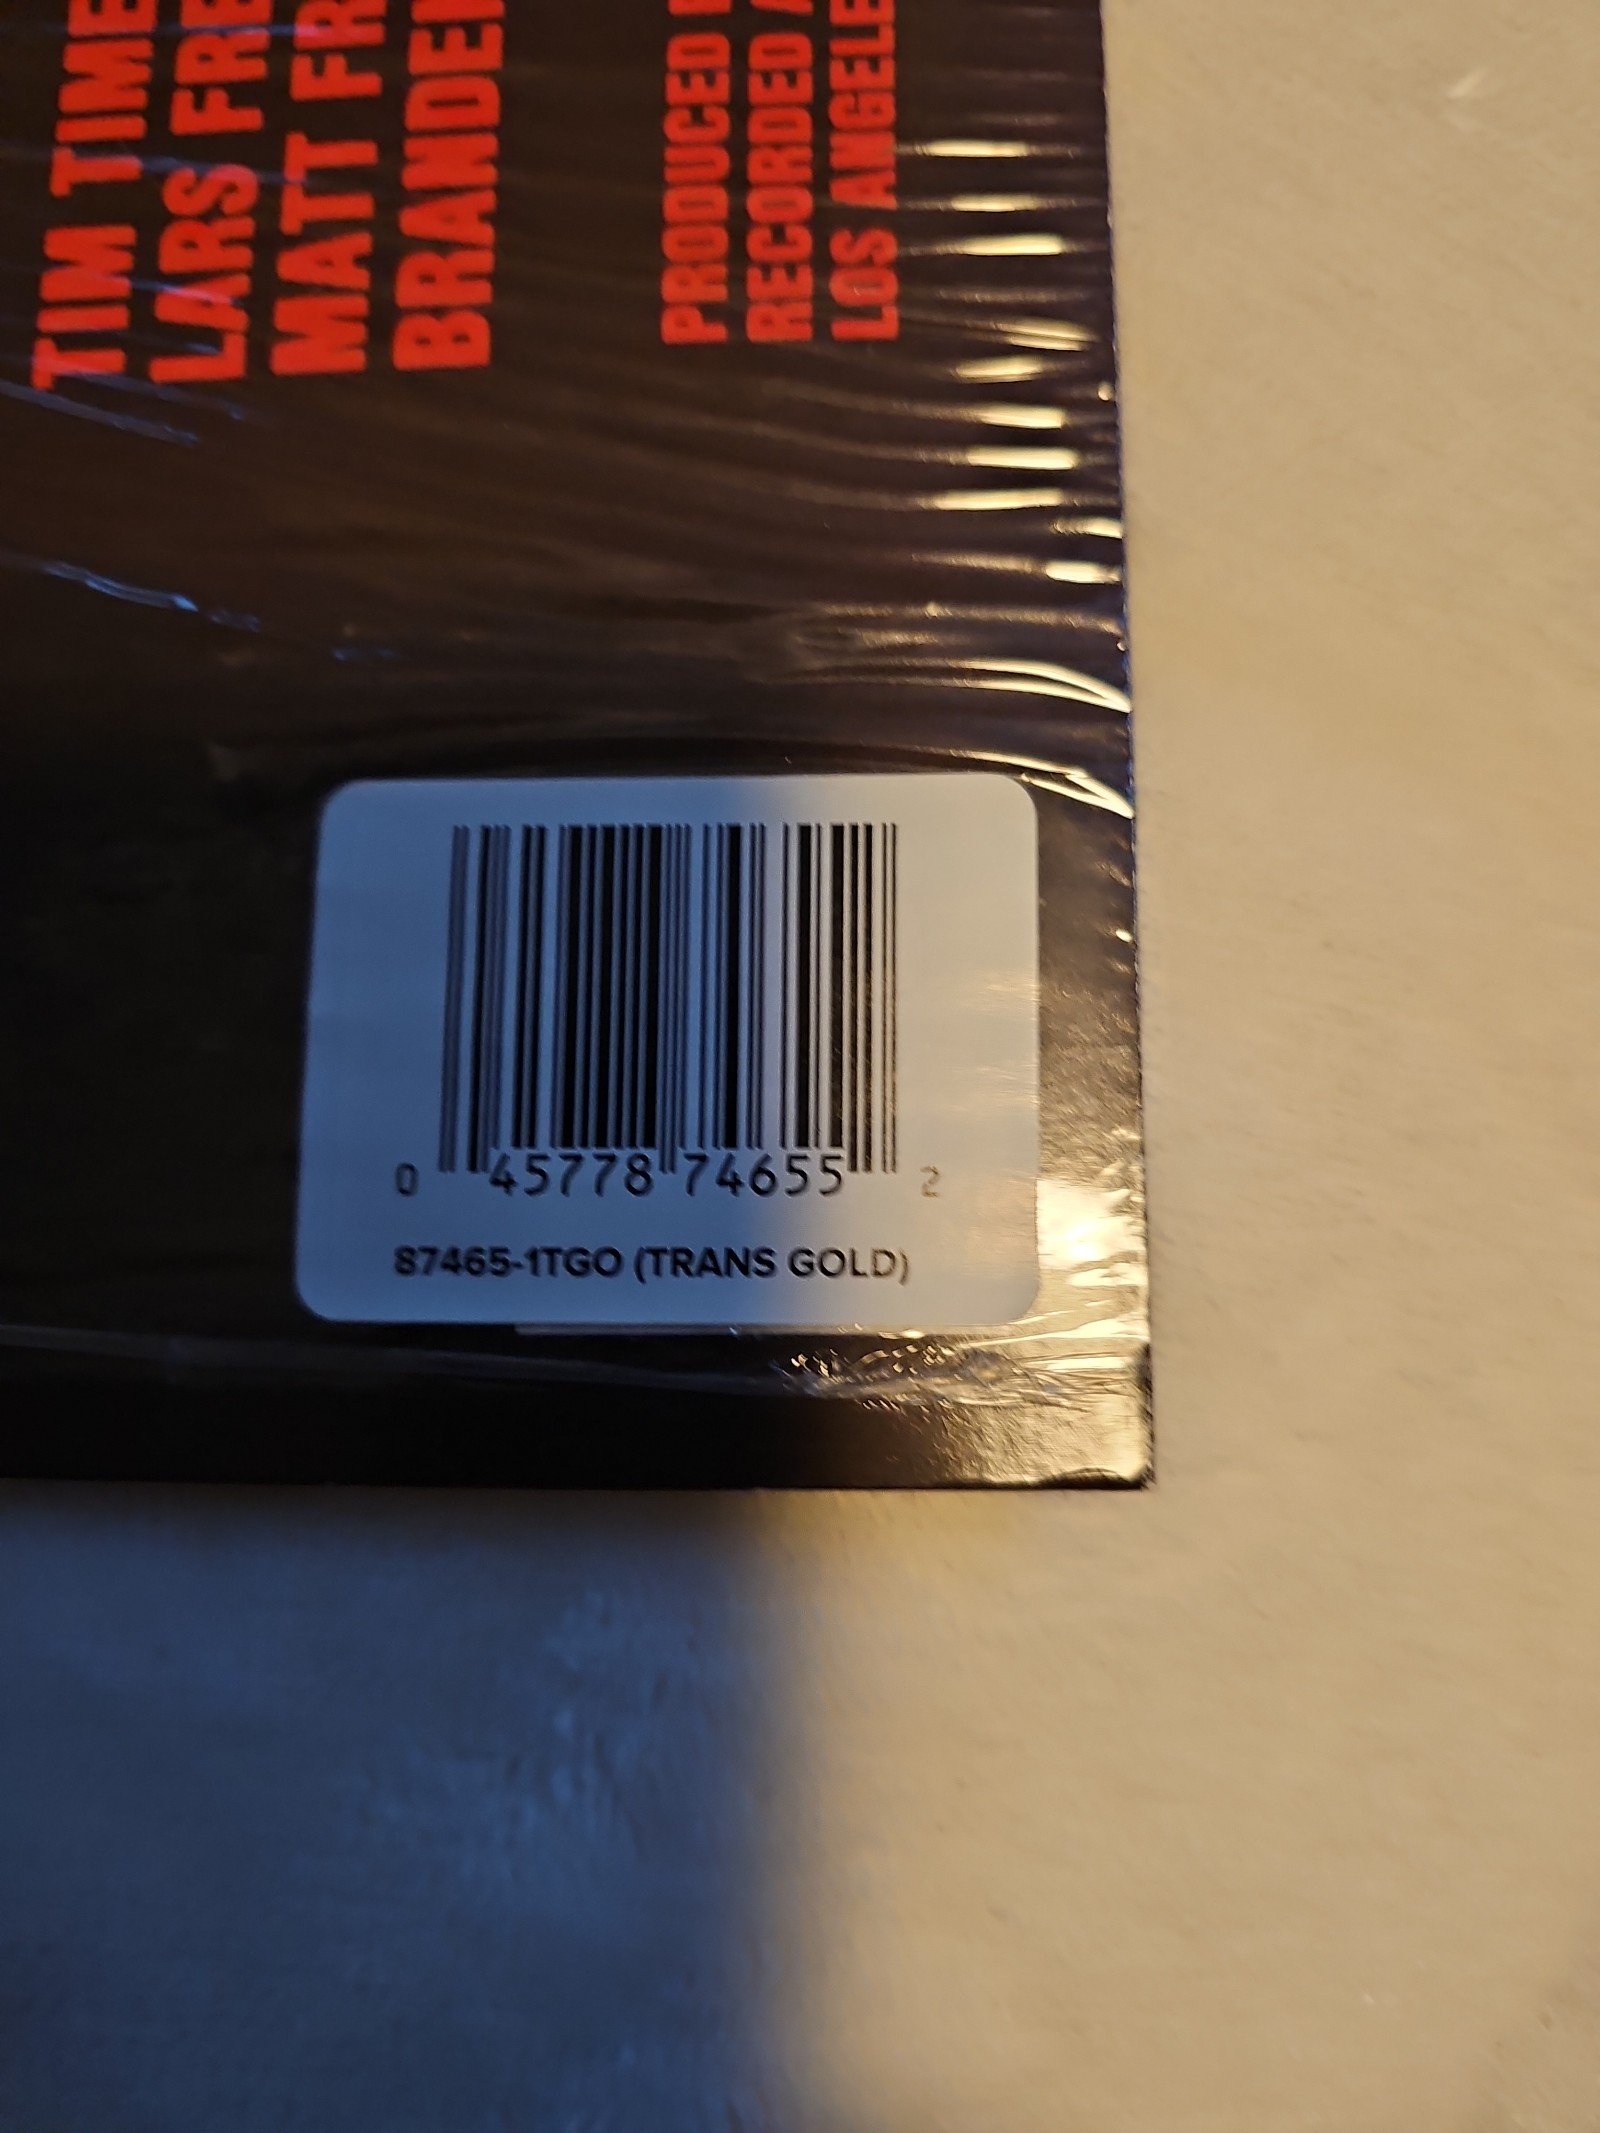 TIM TIME
LARS FRE
MATT FR
BRANDE
PRODUCED
RECORDED A
LOS ANGELE
0 45778 74655 2
87465-1TGO (TRANS GOLD)